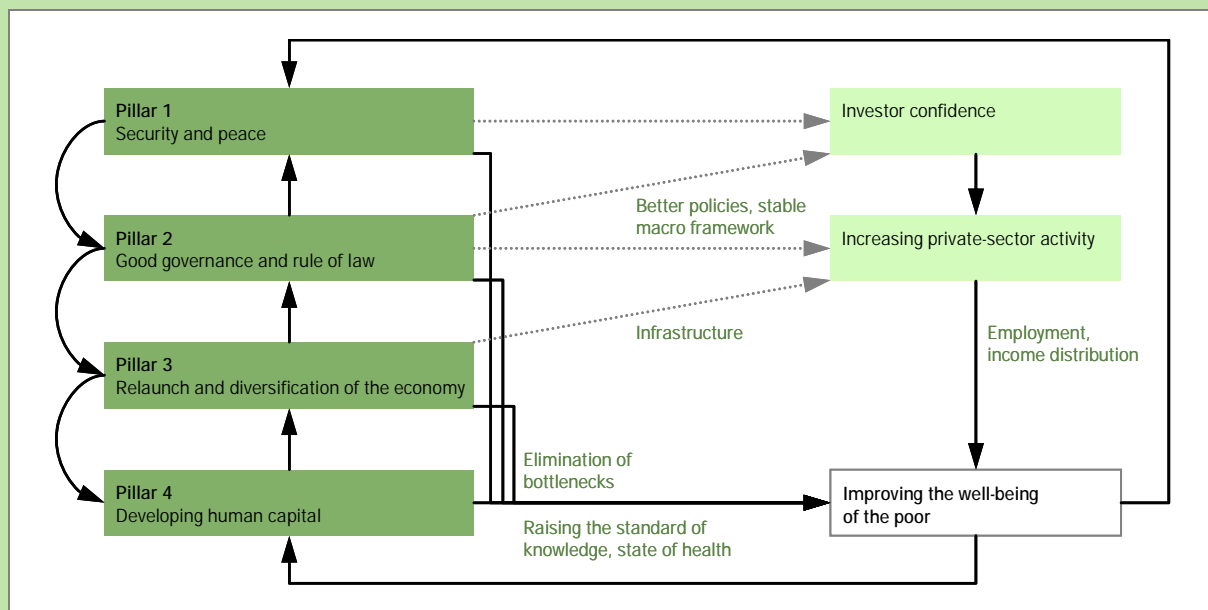 Pillar 1
Security and peace
Investor confidence
Better policies, stable
macro framework
Pillar 2
Good governance and rule of law
Increasing private-sector activity
Infrastructure
Employment,
income distribution
Pillar 3
Relaunch and diversification of the economy
Elimination of
bottlenecks
Pillar 4
Developing human capital
Raising the standard of
knowledge, state of health
Improving the well-being
of the poor